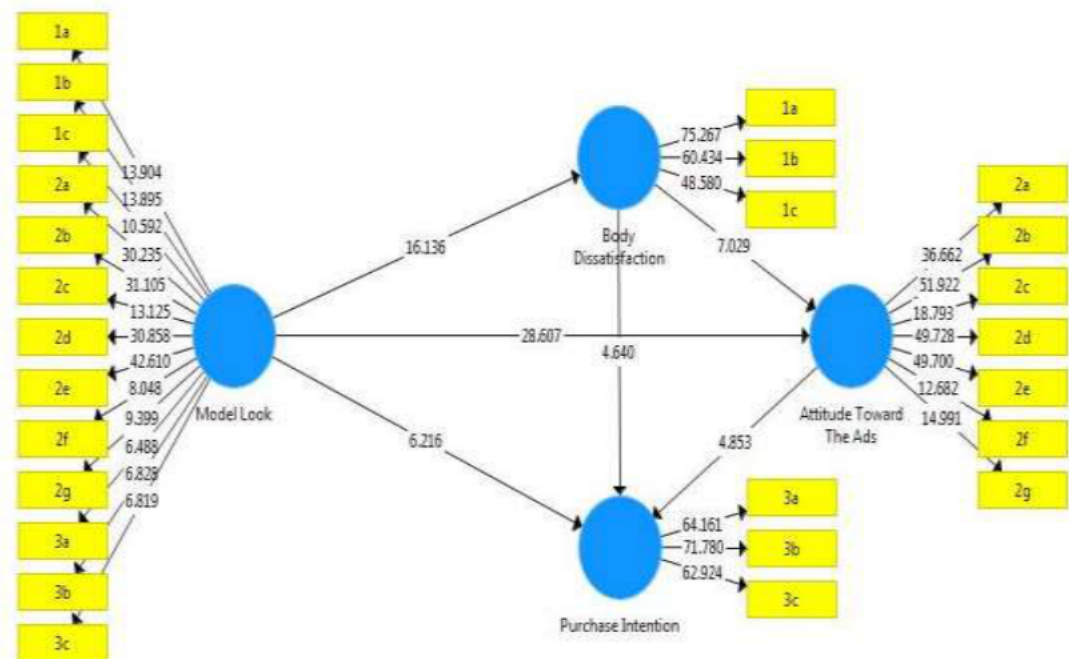 1a
1b
1c
2a
2b
2c
2d
2e
2f
2g
3a
3b
3c
13.904
13.895
10.592
30.235
31.105
13.125
30.858
42.610
8.048
9.399
6.488
6.828
6.819
Model Look
16.136
28.607
6.216
Body
Dissatisfaction
75.267
60.434
48.580
1a
1b
1c
7.029
4.640
Attitude Toward
The Ads
36.662
51.922
18.793
49.728
49.700
12.682
14.991
2a
2b
2c
2d
2e
2f
2g
4.853
Purchase Intention
64.161
71.780
62.924
3a
3b
3c